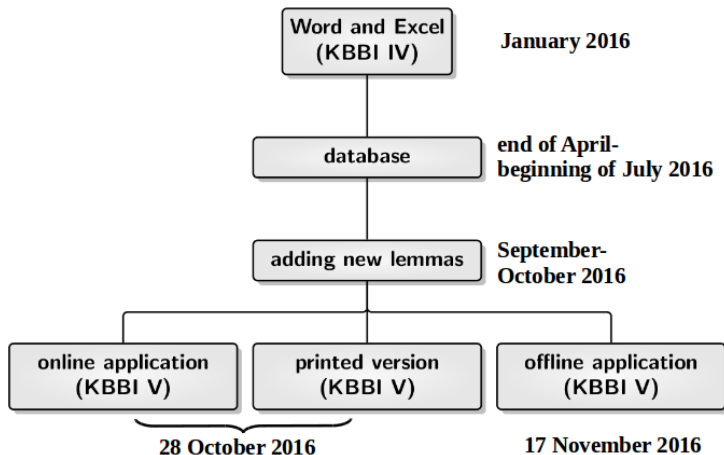 Word and Excel
(KBBI IV)
January 2016
database
end of April-
beginning of July 2016
adding new lemmas
September-
October 2016
online application
(KBBI V)
printed version
(KBBI V)
offline application
(KBBI V)
28 October 2016
17 November 2016